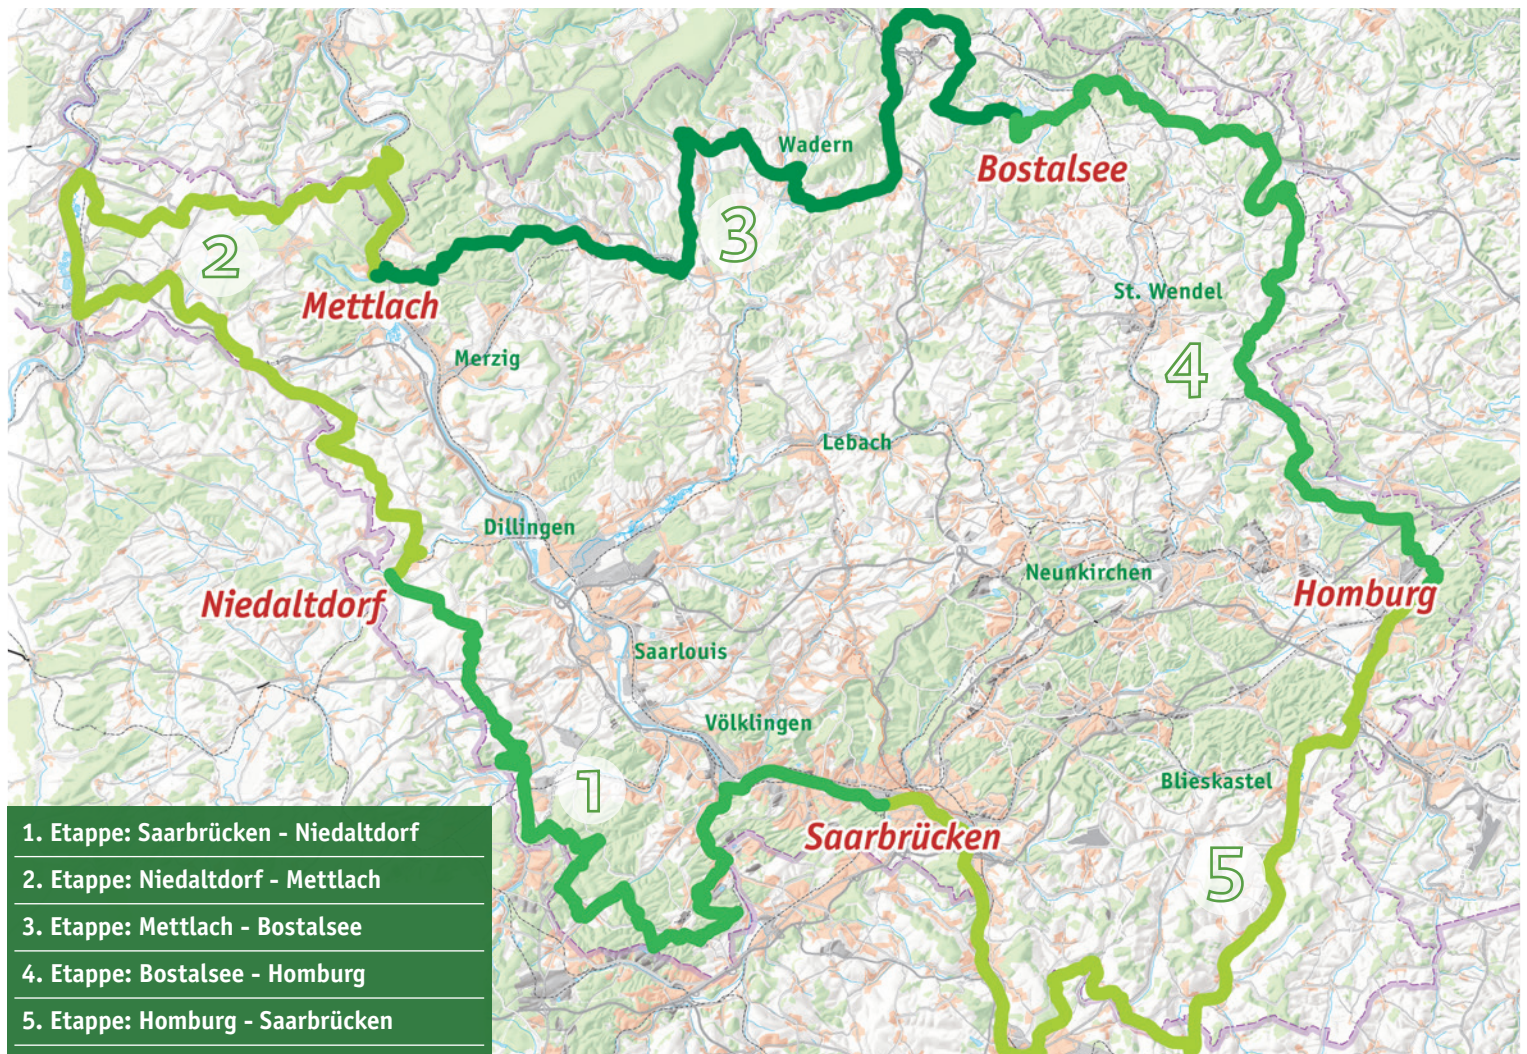 Wadern
Bostalsee
3
2
St. Wendel
Mettlach
Merzig
4
Lebach
Dillingen
Neunkirchen
Homburg
Niedaltdorf
Saarlouis
Völklingen
1
Blieskastel
Saarbrücken
5
1. Etappe: Saarbrücken - Niedaltdorf
2. Etappe: Niedaltdorf - Mettlach
3. Etappe: Mettlach - Bostalsee
4. Etappe: Bostalsee - Homburg
5. Etappe: Homburg - Saarbrücken